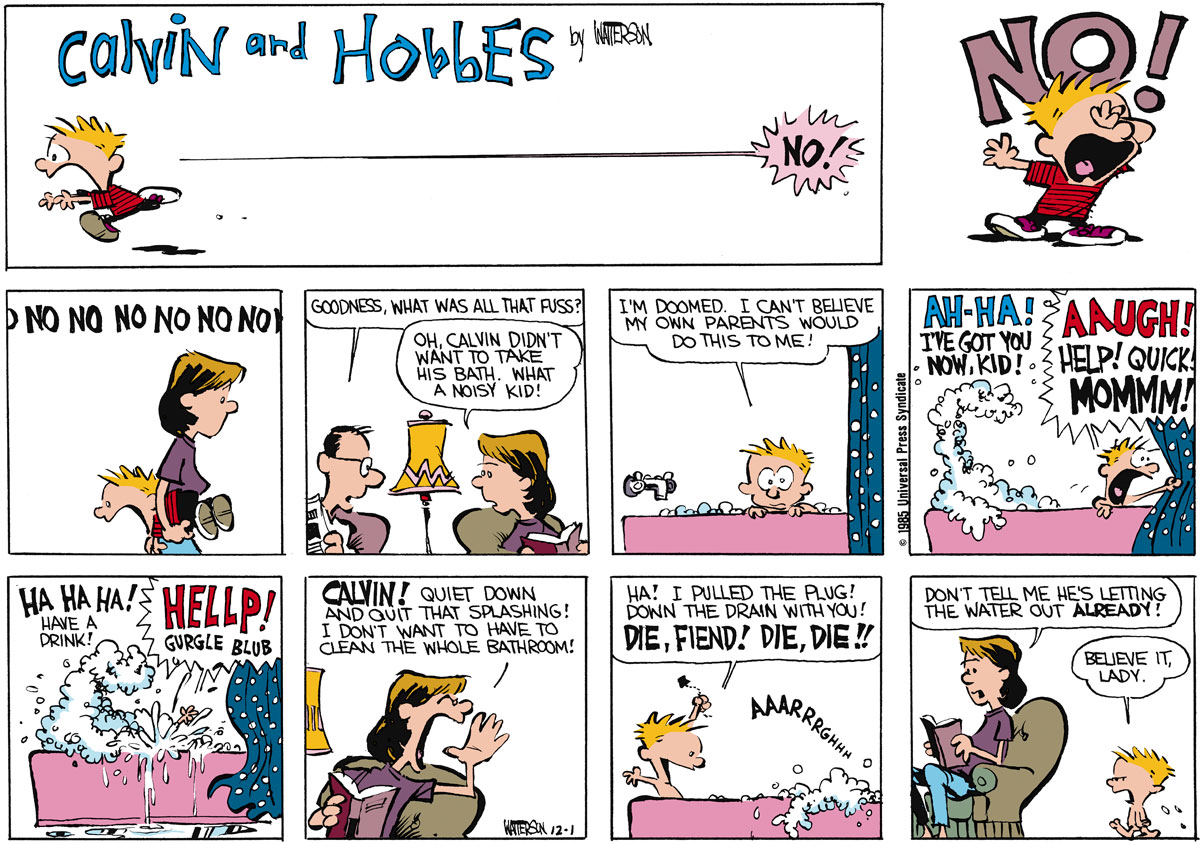 Calvin and Hobbes by WATTERSON
NO!
NO!
O NO NO NO NO NO NO N
GOODNESS, WHAT WAS ALL THAT FUSS?
OH, CALVIN DIDN'T
WANT TO TAKE
HIS BATH. WHAT
A NOISY KID!
I'M DOOMED. I CAN'T BELIEVE
MY OWN PARENTS WOULD
DO THIS TO ME!
© 1985 Universal Press Syndicate
AH-HA!
I'VE GOT YOU
NOW, KID!
AAUGH!
HELP! QUICK!
MOMMM!
HA HA HA!
HAVE A
DRINK!
HELLP!
GURGLE BLUB
CALVIN! QUIET DOWN
AND QUIT THAT SPLASHING!
I DON'T WANT TO HAVE TO
CLEAN THE WHOLE BATHROOM!
WATTERSON 12-1
HA! I PULLED THE PLUG!
DOWN THE DRAIN WITH YOU!
DIE, FIEND! DIE, DIE!!
AAARRRGHHH
DON'T TELL ME HE'S LETTING
THE WATER OUT ALREADY!
BELIEVE IT,
LADY.